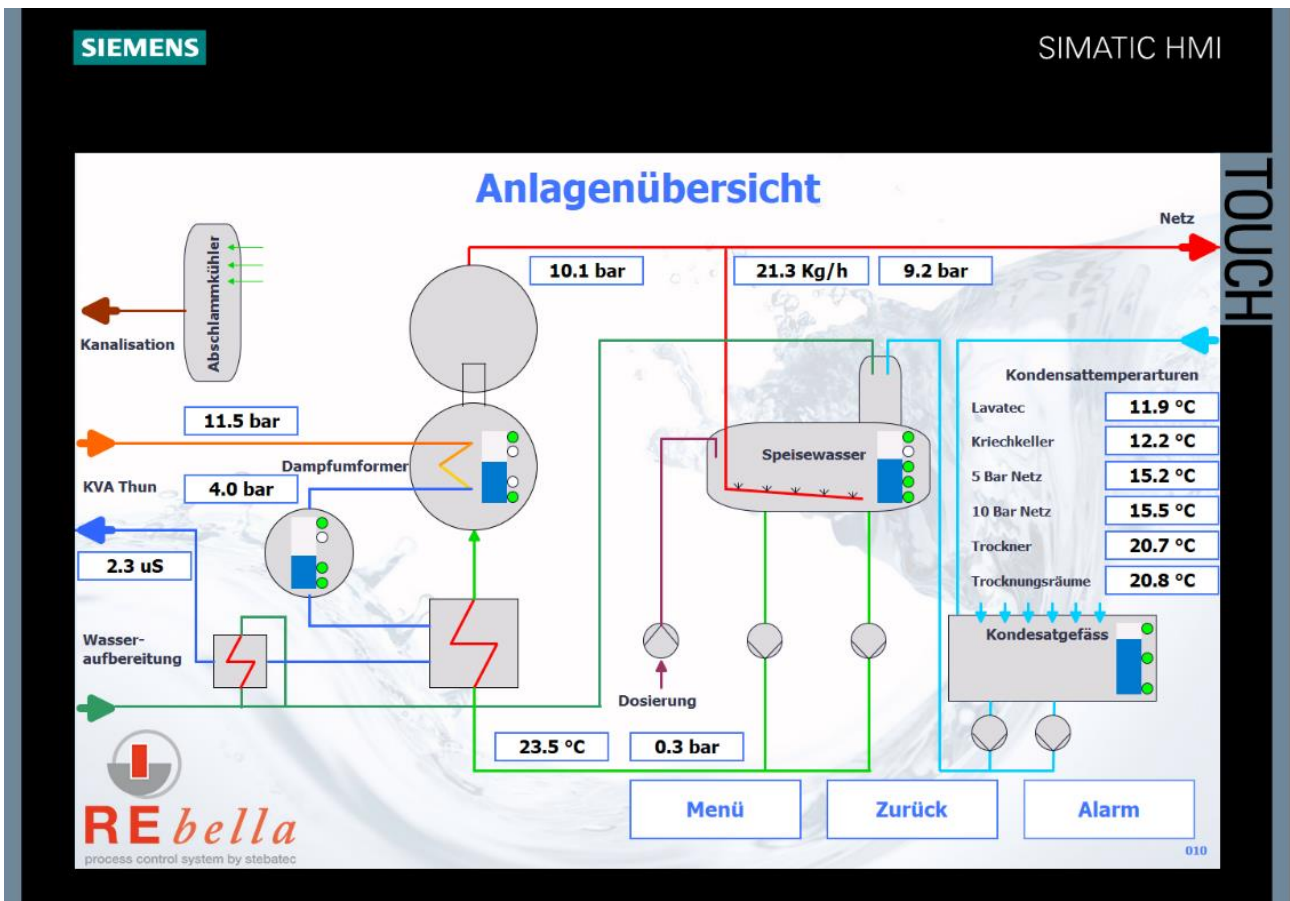 SIEMENS
SIMATIC HMI
TOUCH
Anlagenübersicht
Netz
10.1 bar
21.3 Kg/h
9.2 bar
Abschlammkühler
Kanalisation
Kondensattemperarturen
Lavatec
11.9 °C
Kriechkeller
12.2 °C
5 Bar Netz
15.2 °C
10 Bar Netz
15.5 °C
Trockner
20.7 °C
Trocknungsräume
20.8 °C
11.5 bar
Dampfumformer
KVA Thun
4.0 bar
Speisewasser
2.3 uS
Wasser-
aufbereitung
Kondesatgefäss
Dosierung
23.5 °C
0.3 bar
Menü
Zurück
Alarm
010
REbella
process control system by stebatec